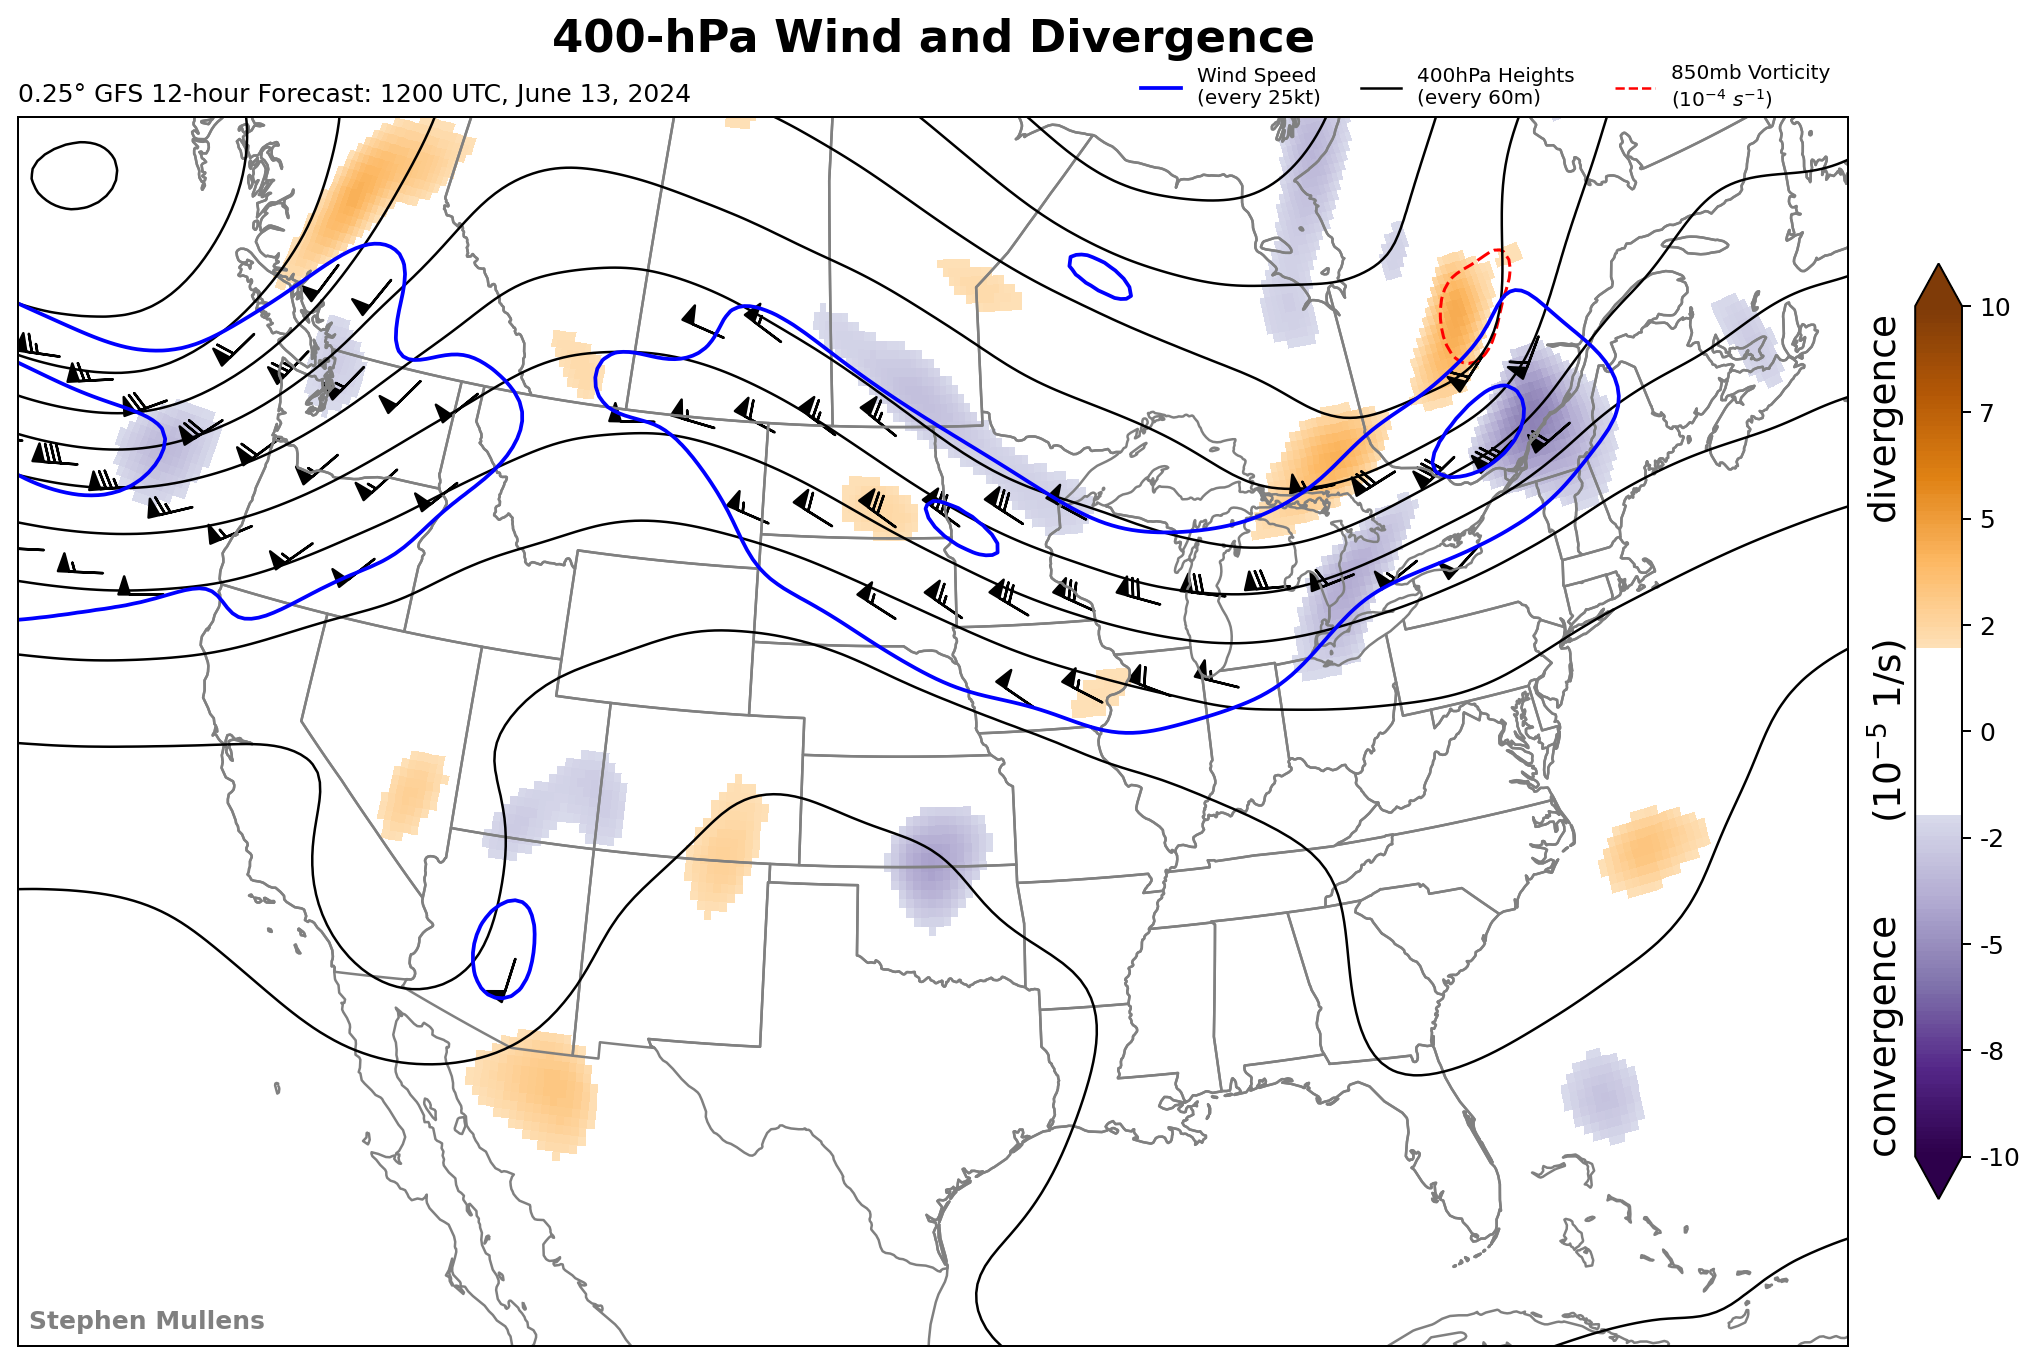 400-hPa Wind and Divergence
0.25° GFS 12-hour Forecast: 1200 UTC, June 13, 2024
Wind Speed
(every 25kt)
400hPa Heights
(every 60m)
850mb Vorticity
(10⁻⁴ s⁻¹)
10
7
5
2
0
-2
-5
-8
-10
convergence (10⁻⁵ 1/s) divergence
Stephen Mullens